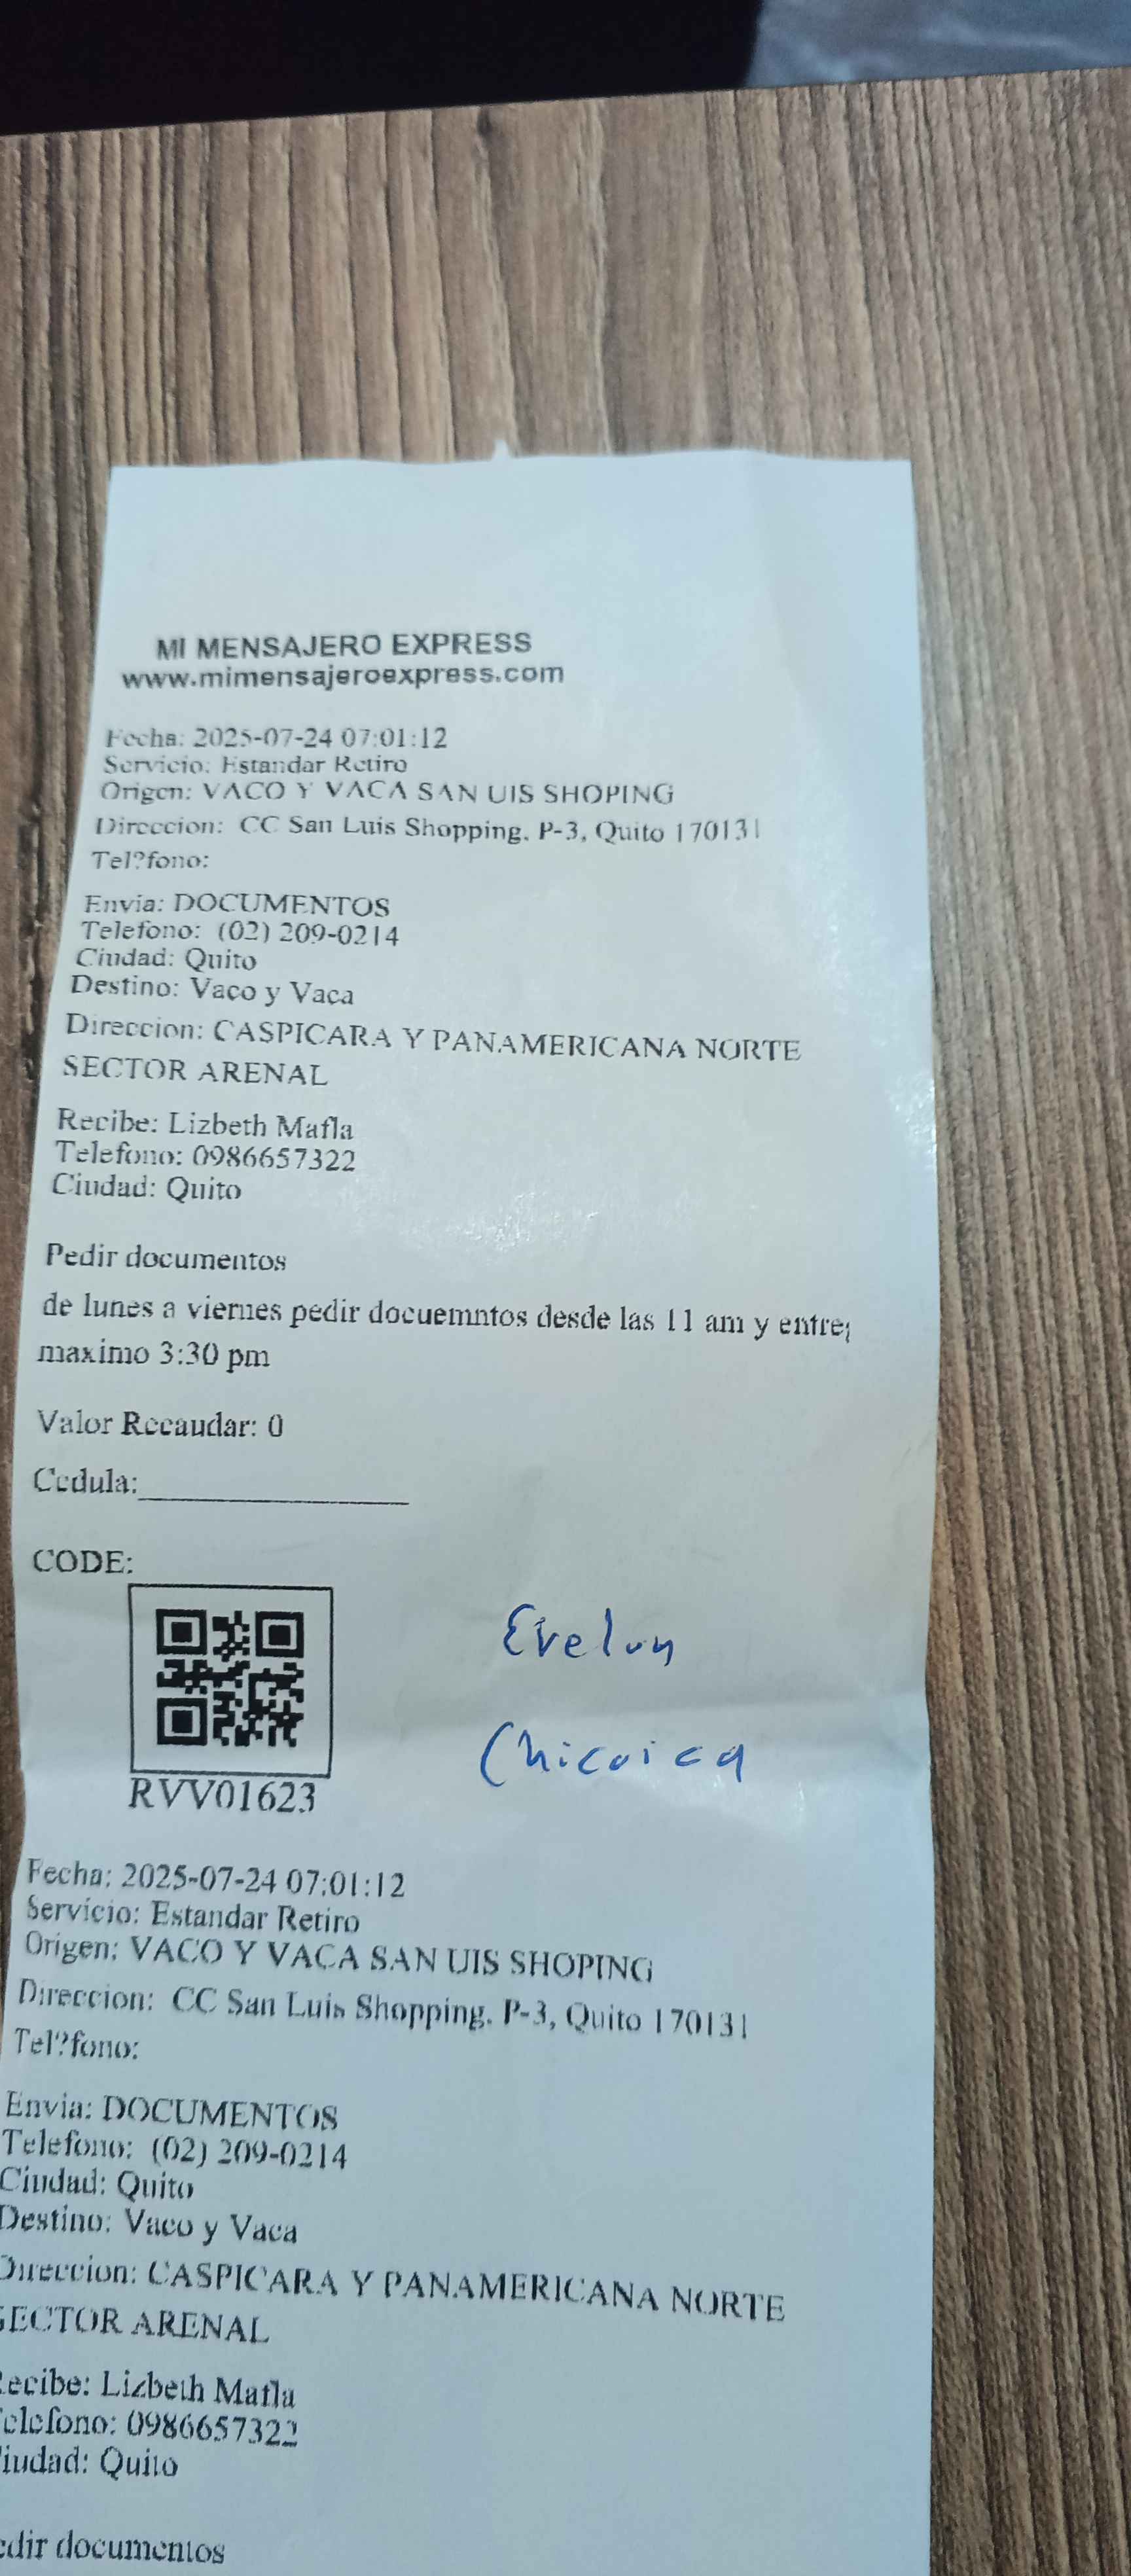 MI MENSAJERO EXPRESS
www.mimensajeroexpress.com
Fecha: 2025-07-24 07:01:12
Servicio: Estandar Retiro
Origen: VACO Y VACA SAN UIS SHOPING
Direccion: CC San Luis Shopping, P-3, Quito 170131
Tel?fono:
Envia: DOCUMENTOS
Telefono: (02) 209-0214
Ciudad: Quito
Destino: Vaco y Vaca
Direccion: CASPICARA Y PANAMERICANA NORTE
SECTOR ARENAL
Recibe: Lizbeth Mafla
Telefono: 0986657322
Ciudad: Quito
Pedir documentos
de lunes a viernes pedir docuemntos desde las 11 am y entre
maximo 3:30 pm
Valor Recaudar: 0
Cedula:
CODE:
Evelyn
RVV01623
Fecha: 2025-07-24 07:01:12
Servicio: Estandar Retiro
Origen: VACO Y VACA SAN UIS SHOPING
Direccion: CC San Luis Shopping, P-3, Quito 170131
Tel?fono:
Envia: DOCUMENTOS
Telefono: (02) 209-0214
Ciudad: Quito
Destino: Vaco y Vaca
Direccion: CASPICARA Y PANAMERICANA NORTE
SECTOR ARENAL
ecibe: Lizbeth Mafla
elefono: 0986657322
iudad: Quito
edir documentos